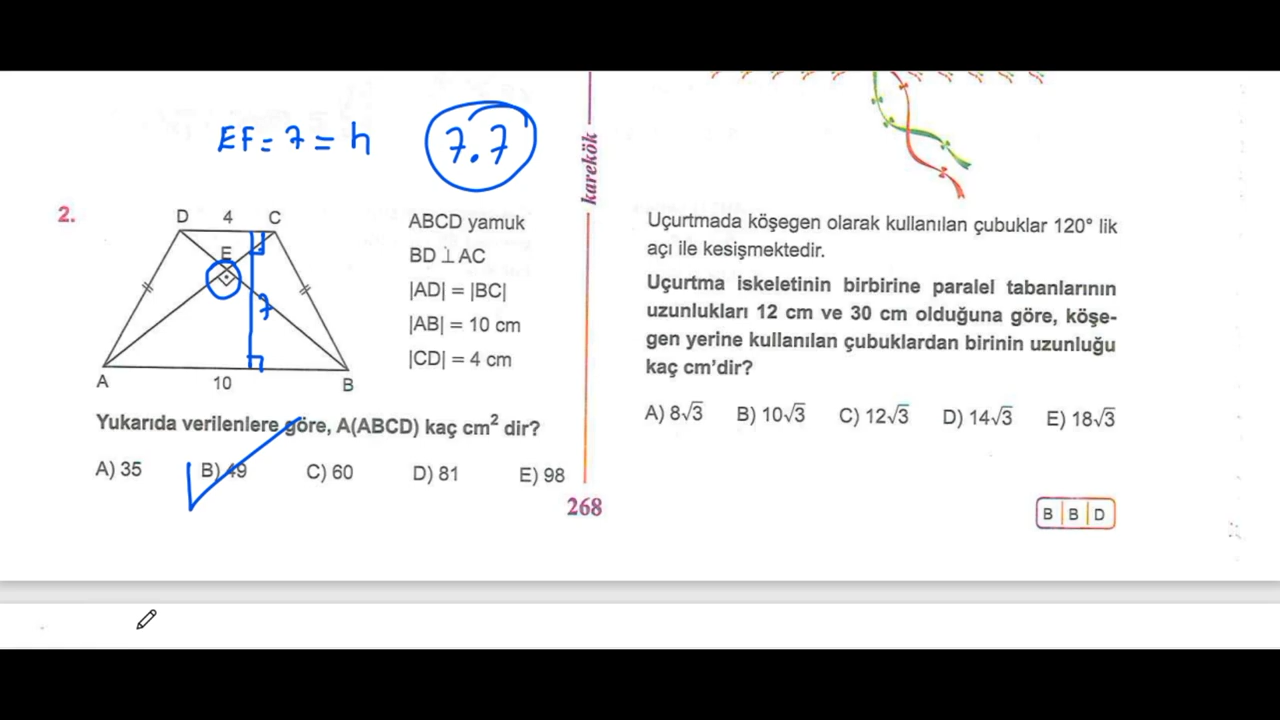 EF = 7 = h
7.7
2.
D 4 C
E
7
A 10 B
ABCD yamuk
BD ⊥ AC
|AD| = |BC|
|AB| = 10 cm
|CD| = 4 cm
Yukarıda verilenlere göre, A(ABCD) kaç cm² dir?
A) 35 B) 49 C) 60 D) 81 E) 98
karekök
268
Uçurtmada köşegen olarak kullanılan çubuklar 120° lik
açı ile kesişmektedir.
Uçurtma iskeletinin birbirine paralel tabanlarının
uzunlukları 12 cm ve 30 cm olduğuna göre, köşe-
gen yerine kullanılan çubuklardan birinin uzunluğu
kaç cm'dir?
A) 8√3 B) 10√3 C) 12√3 D) 14√3 E) 18√3
B B D